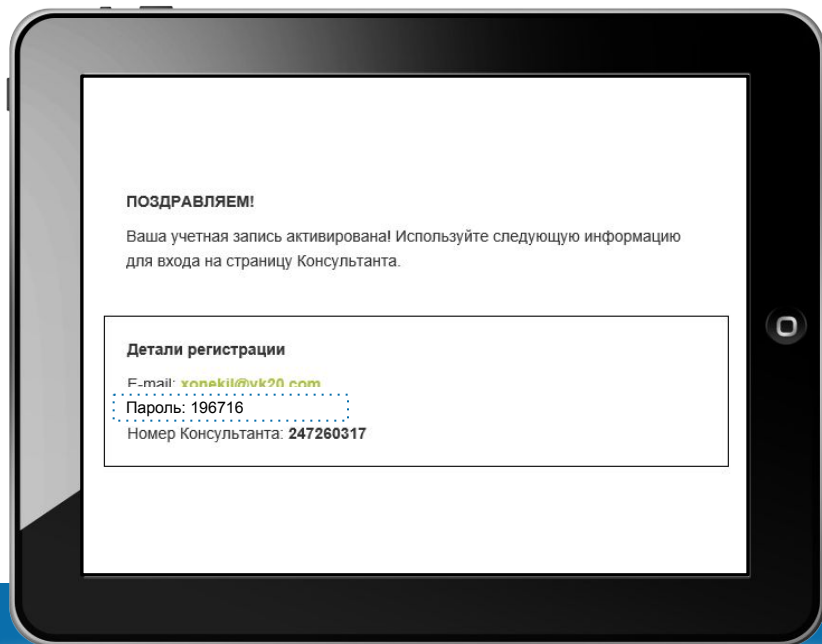 ПОЗДРАВЛЯЕМ!
Ваша учетная запись активирована! Используйте следующую информацию
для входа на страницу Консультанта.
Детали регистрации
E-mail: xonekil@vk20.com
Пароль: 196716
Номер Консультанта: 247260317